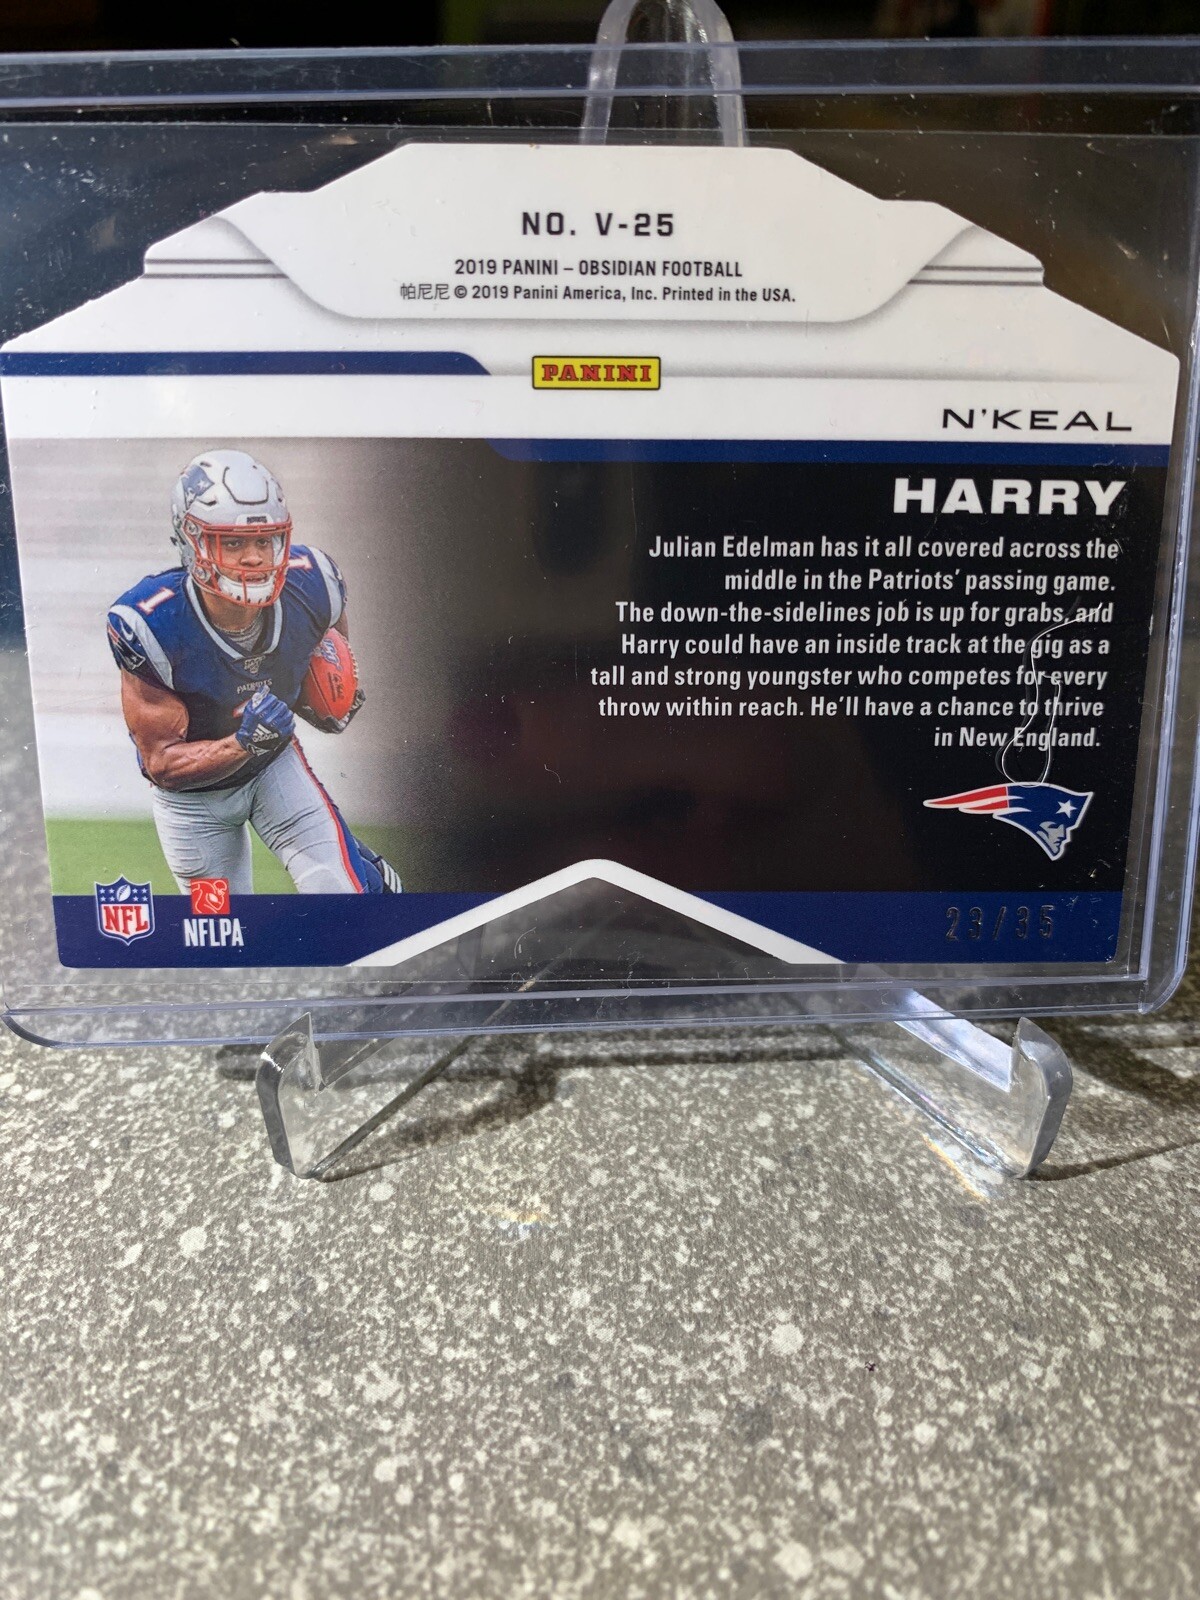 NO. V-25
2019 PANINI – OBSIDIAN FOOTBALL
帕尼尼 © 2019 Panini America, Inc. Printed in the USA.
PANINI
N'KEAL
HARRY
Julian Edelman has it all covered across the
middle in the Patriots' passing game.
The down-the-sidelines job is up for grabs, and
Harry could have an inside track at the gig as a
tall and strong youngster who competes for every
throw within reach. He'll have a chance to thrive
in New England.
1
1
PATRIOTS
NFL
NFLPA
23/35